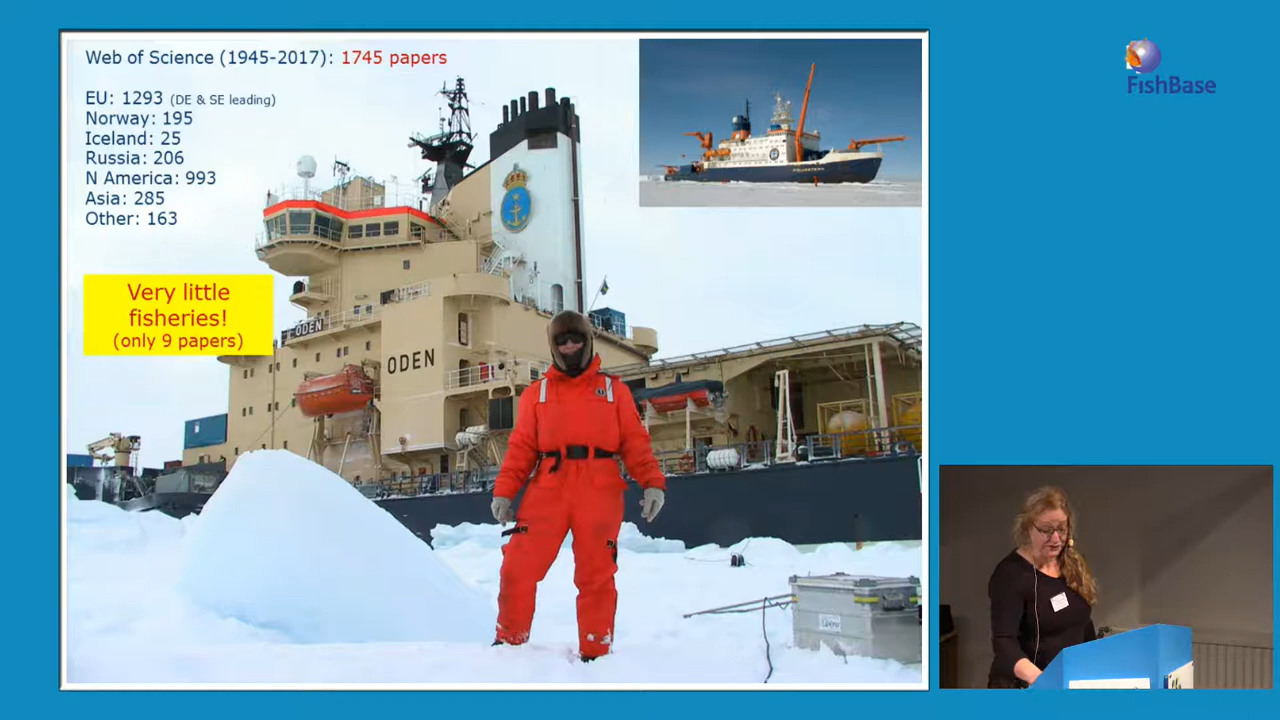 Web of Science (1945-2017): 1745 papers
EU: 1293 (DE & SE leading)
Norway: 195
Iceland: 25
Russia: 206
N America: 993
Asia: 285
Other: 163
Very little
fisheries!
(only 9 papers)
ODEN
ODEN
POLARSTERN
FishBase